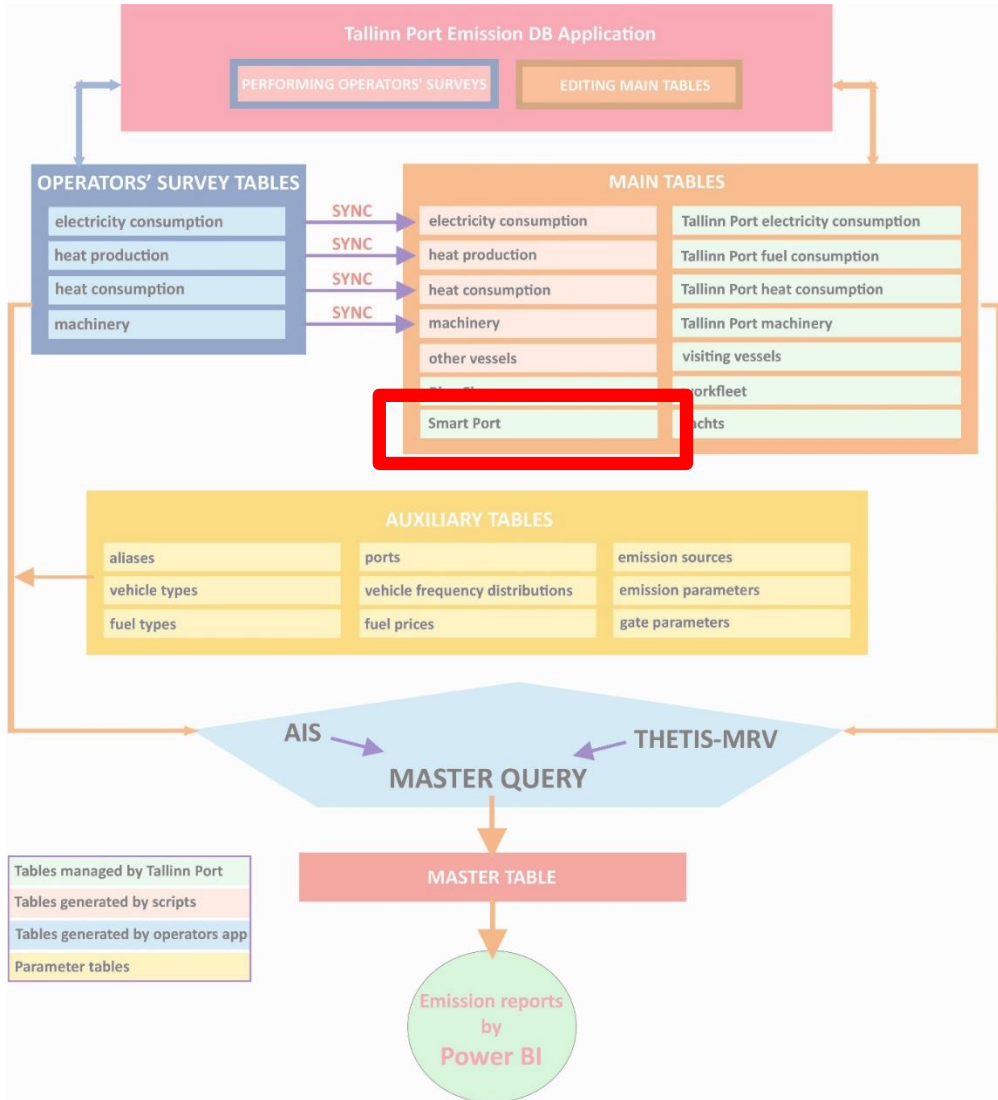 Tallinn Port Emission DB Application
PERFORMING OPERATORS' SURVEYS
EDITING MAIN TABLES
OPERATORS' SURVEY TABLES
electricity consumption
heat production
heat consumption
machinery
SYNC
SYNC
SYNC
SYNC
MAIN TABLES
electricity consumption
heat production
heat consumption
machinery
other vessels
Smart Port
Tallinn Port electricity consumption
Tallinn Port fuel consumption
Tallinn Port heat consumption
Tallinn Port machinery
visiting vessels
AUXILIARY TABLES
aliases
vehicle types
fuel types
ports
vehicle frequency distributions
fuel prices
emission sources
emission parameters
gate parameters
AIS
THETIS-MRV
MASTER QUERY
MASTER TABLE
Emission reports
by
Power BI
Tables managed by Tallinn Port
Tables generated by scripts
Tables generated by operators app
Parameter tables